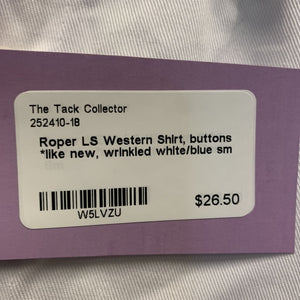 The Tack Collector
252410-18
Roper LS Western Shirt, buttons
*like new, wrinkled white/blue sm
W5LVZU
$26.50